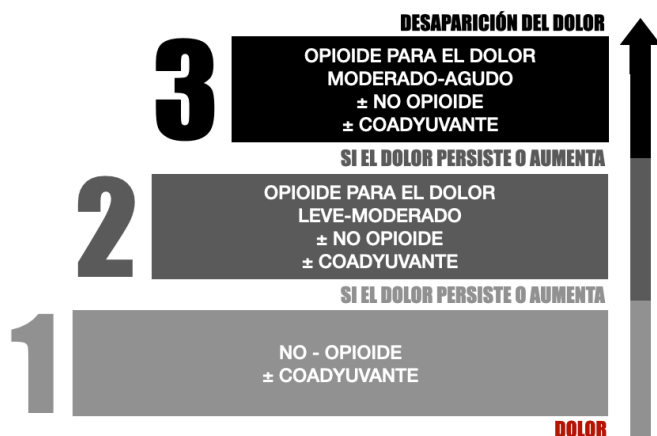 DESAPARICIÓN DEL DOLOR
3
OPIOIDE PARA EL DOLOR
MODERADO-AGUDO
± NO OPIOIDE
± COADYUVANTE
SI EL DOLOR PERSISTE O AUMENTA
2
OPIOIDE PARA EL DOLOR
LEVE-MODERADO
± NO OPIOIDE
± COADYUVANTE
SI EL DOLOR PERSISTE O AUMENTA
1
NO - OPIOIDE
± COADYUVANTE
DOLOR